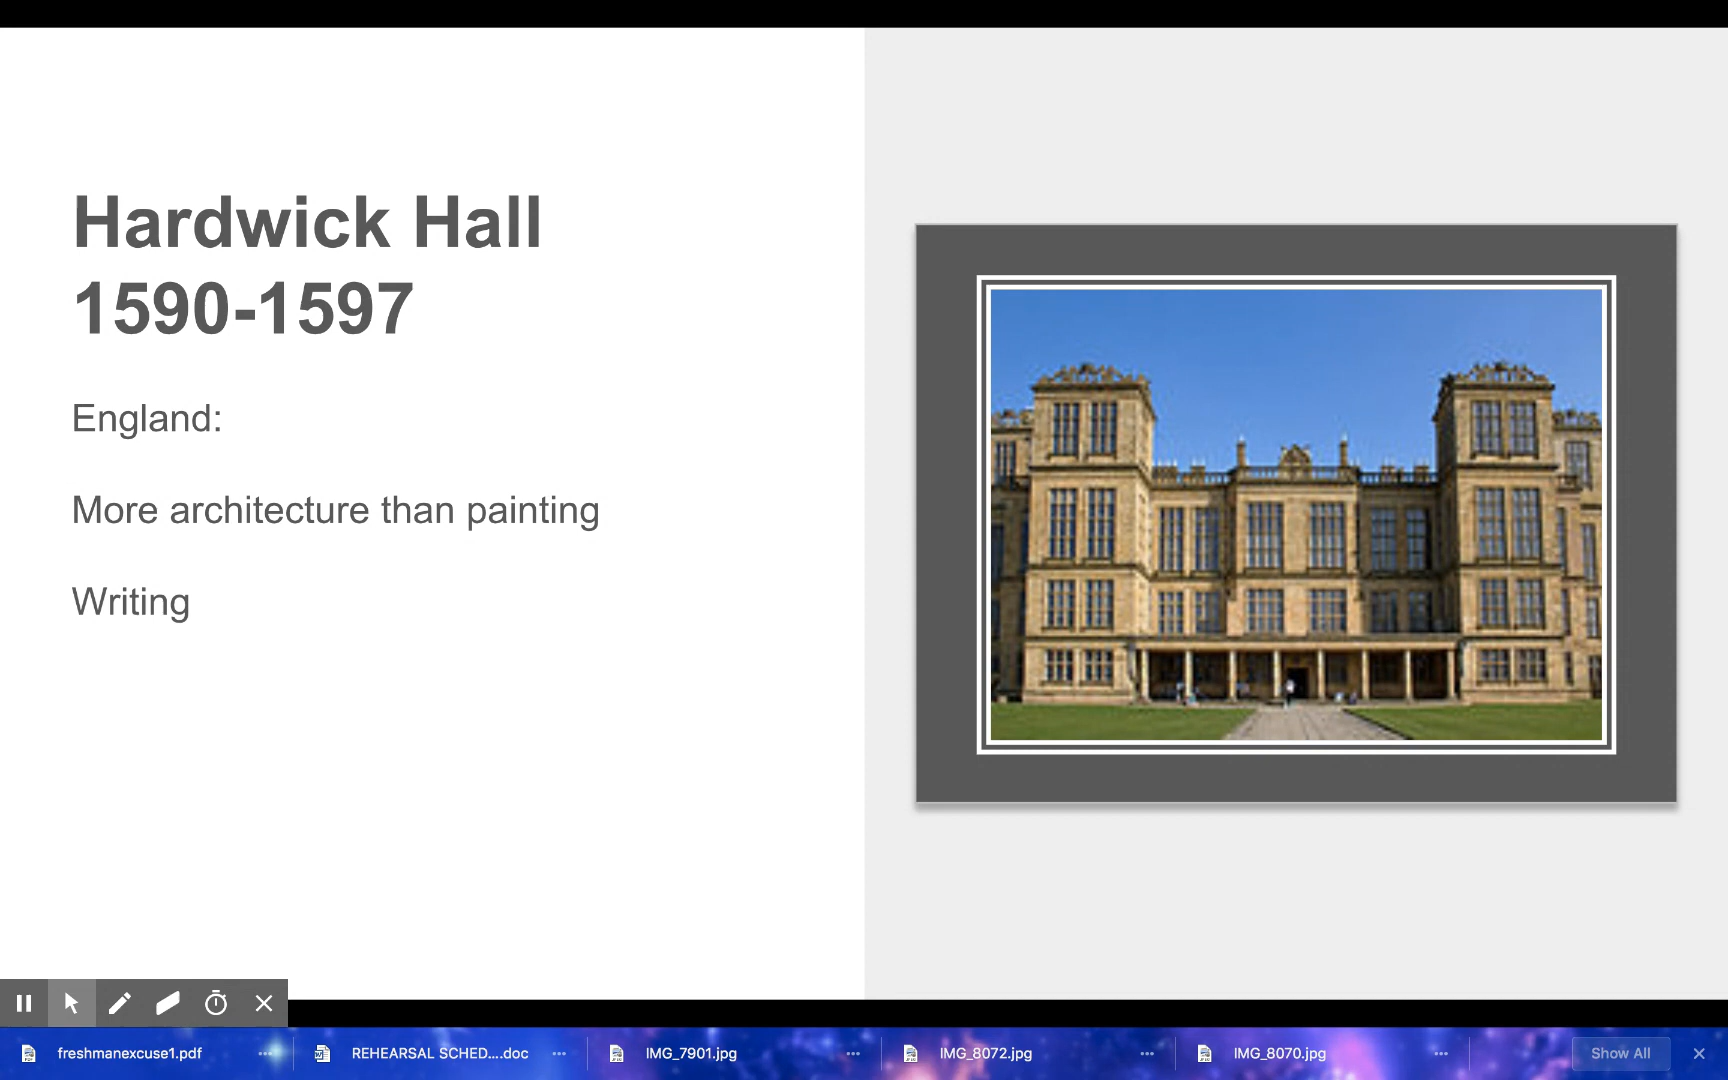 Hardwick Hall
1590-1597
England:
More architecture than painting
Writing
freshmanexcuse1.pdf
REHEARSAL SCHED....doc
IMG_7901.jpg
IMG_8072.jpg
IMG_8070.jpg
Show All